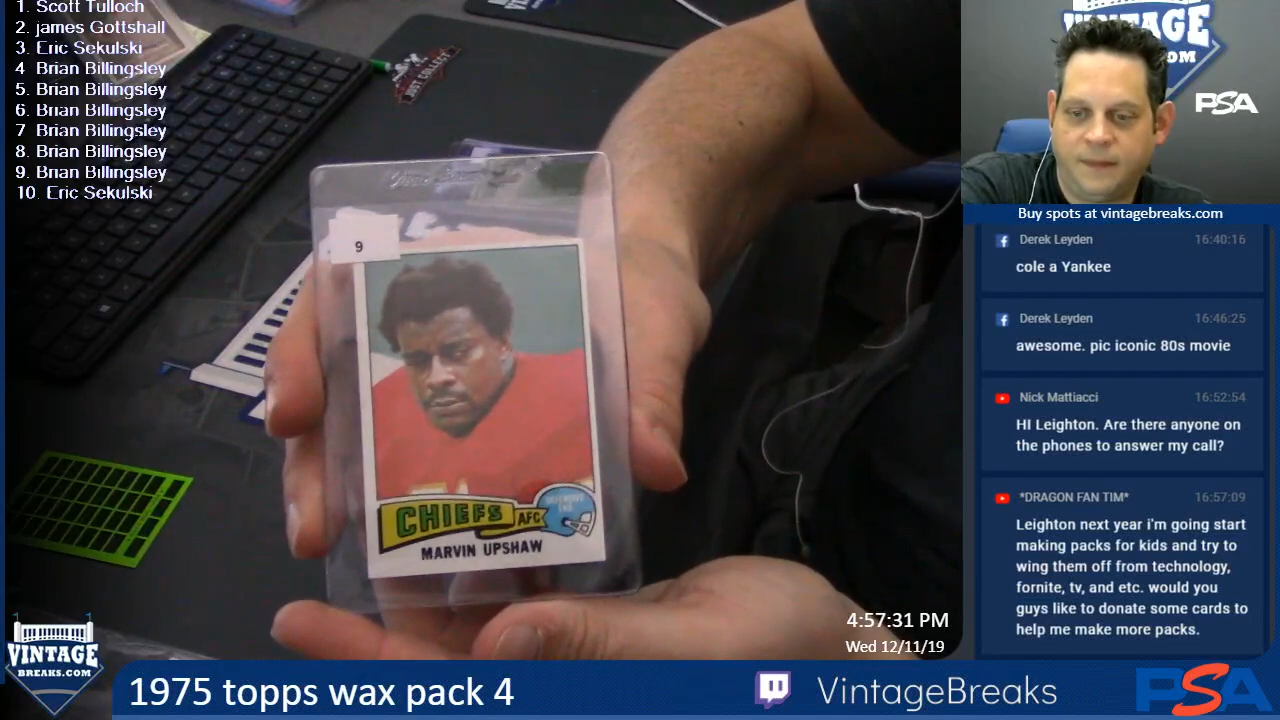 1. Scott Tulloch
2. james Gottshall
3. Eric Sekulski
4 Brian Billingsley
5. Brian Billingsley
6. Brian Billingsley
7. Brian Billingsley
8. Brian Billingsley
9. Brian Billingsley
10. Eric Sekulski
JUST COLLECT
9
CHIEFS AFC
DEFENSIVE
END
MARVIN UPSHAW
4:57:31 PM
Wed 12/11/19
VINTAGE
BREAKS.COM
1975 topps wax pack 4
VintageBreaks
PSA
VINTAGE
.COM
PSA
Buy spots at vintagebreaks.com
Derek Leyden 16:40:16
cole a Yankee
Derek Leyden 16:46:25
awesome. pic iconic 80s movie
Nick Mattiacci 16:52:54
HI Leighton. Are there anyone on
the phones to answer my call?
*DRAGON FAN TIM* 16:57:09
Leighton next year i'm going start
making packs for kids and try to
wing them off from technology,
fornite, tv, and etc. would you
guys like to donate some cards to
help me make more packs.